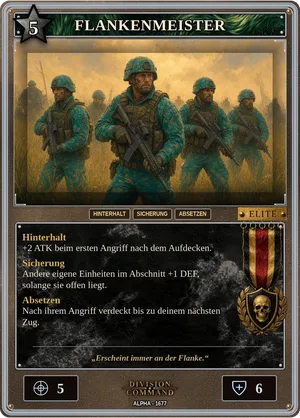 5
FLANKENMEISTER
HINTERHALT
SICHERUNG
ABSETZEN
ELITE
Hinterhalt
+2 ATK beim ersten Angriff nach dem Aufdecken.
Sicherung
Andere eigene Einheiten im Abschnitt +1 DEF,
solange sie offen liegt.
Absetzen
Nach ihrem Angriff verdeckt bis zu deinem nächsten
Zug.
„Erscheint immer an der Flanke.“
5
DIVISION
COMMAND
ALPHA - 1677
6